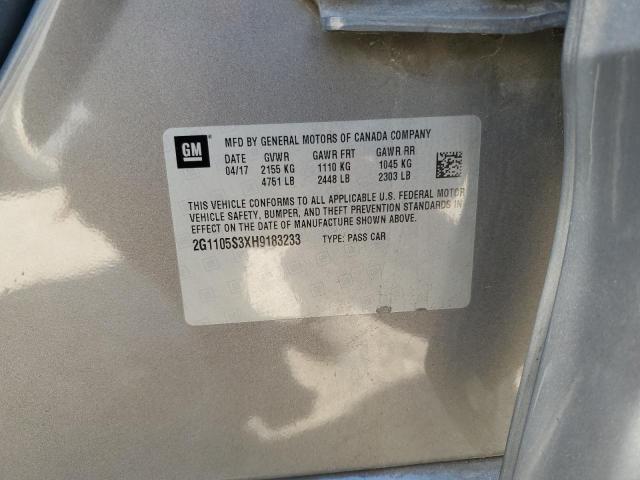 GM
MFD BY GENERAL MOTORS OF CANADA COMPANY
DATE GVWR GAWR FRT GAWR RR
04/17 2155 KG 1110 KG 1045 KG
4751 LB 2448 LB 2303 LB
THIS VEHICLE CONFORMS TO ALL APPLICABLE U.S. FEDERAL MOTOR
VEHICLE SAFETY, BUMPER, AND THEFT PREVENTION STANDARDS IN
EFFECT ON THE DATE OF MANUFACTURE SHOWN ABOVE.
2G1105S3XH9183233 TYPE: PASS CAR